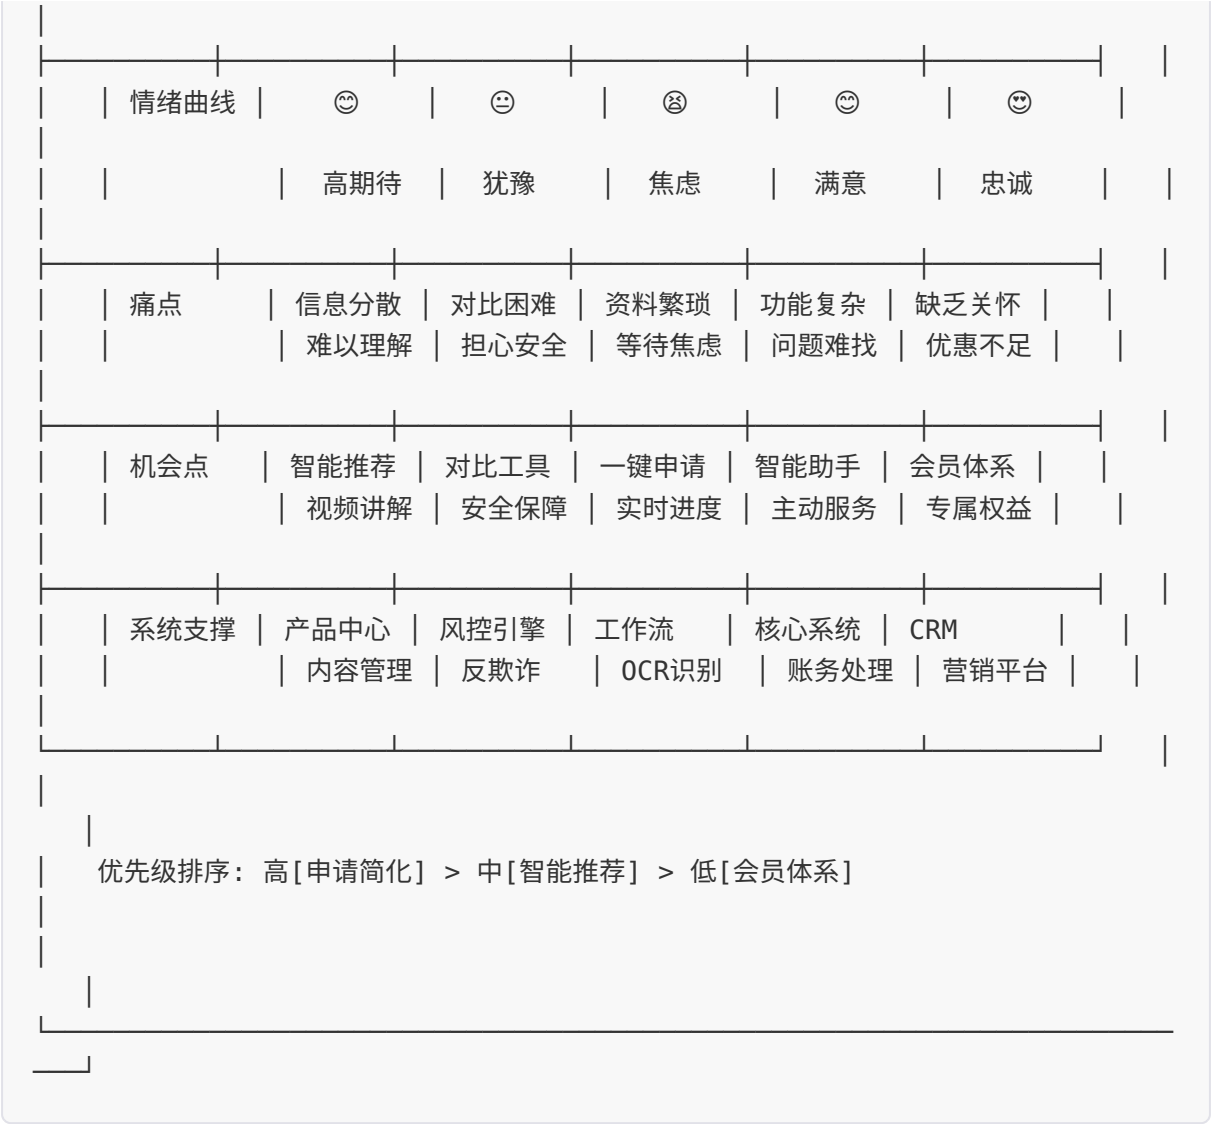 情绪曲线 😊 😐 😫 😊 😍
高期待 犹豫 焦虑 满意 忠诚
痛点 信息分散 对比困难 资料繁琐 功能复杂 缺乏关怀
难以理解 担心安全 等待焦虑 问题难找 优惠不足
机会点 智能推荐 对比工具 一键申请 智能助手 会员体系
视频讲解 安全保障 实时进度 主动服务 专属权益
系统支撑 产品中心 风控引擎 工作流 核心系统 CRM
内容管理 反欺诈 OCR识别 账务处理 营销平台
优先级排序: 高[申请简化] > 中[智能推荐] > 低[会员体系]